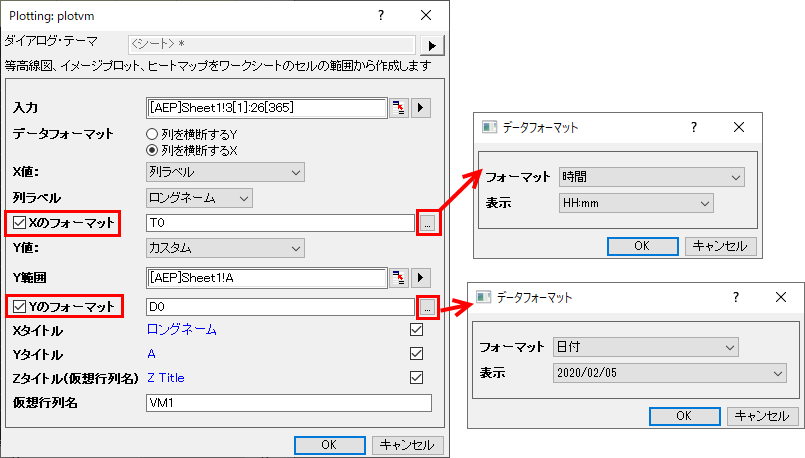 Plotting: plotvm
ダイアログ・テーマ
<シート> *
等高線図、イメージプロット、ヒートマップをワークシートのセルの範囲から作成します
入力
[AEP]Sheet1!3[1]:26[365]
データフォーマット
列を横断するY
列を横断するX
X値:
列ラベル
列ラベル
ロングネーム
Xのフォーマット
T0
...
Y値:
カスタム
Y範囲
[AEP]Sheet1!A
Yのフォーマット
D0
...
Xタイトル
ロングネーム
Yタイトル
A
Zタイトル(仮想行列名)
Z Title
仮想行列名
VM1
OK
キャンセル
データフォーマット
フォーマット
時間
表示
HH:mm
OK
キャンセル
データフォーマット
フォーマット
日付
表示
2020/02/05
OK
キャンセル